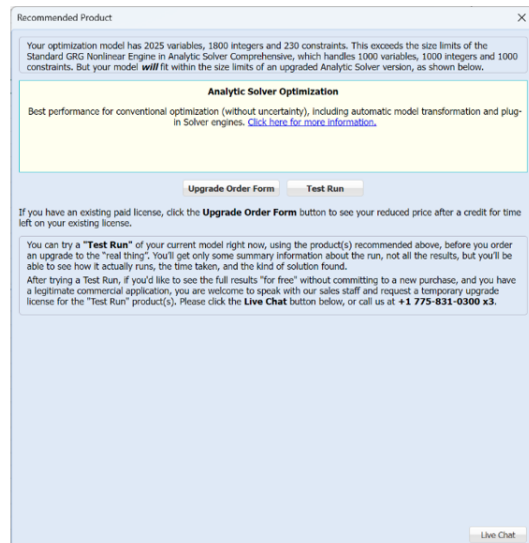 Recommended Product
Your optimization model has 2025 variables, 1800 integers and 230 constraints. This exceeds the size limits of the
Standard GRG Nonlinear Engine in Analytic Solver Comprehensive, which handles 1000 variables, 1000 integers and 1000
constraints. But your model will fit within the size limits of an upgraded Analytic Solver version, as shown below.
Analytic Solver Optimization
Best performance for conventional optimization (without uncertainty), including automatic model transformation and plug-
in Solver engines. Click here for more information.
Upgrade Order Form Test Run
If you have an existing paid license, click the Upgrade Order Form button to see your reduced price after a credit for time
left on your existing license.
You can try a "Test Run" of your current model right now, using the product(s) recommended above, before you order
an upgrade to the "real thing". You'll get only some summary information about the run, not all the results, but you'll be
able to see how it actually runs, the time taken, and the kind of solution found.
After trying a Test Run, if you'd like to see the full results "for free" without committing to a new purchase, and you have
a legitimate commercial application, you are welcome to speak with our sales staff and request a temporary upgrade
license for the "Test Run" product(s). Please click the Live Chat button below, or call us at +1 775-831-0300 x3.
Live Chat